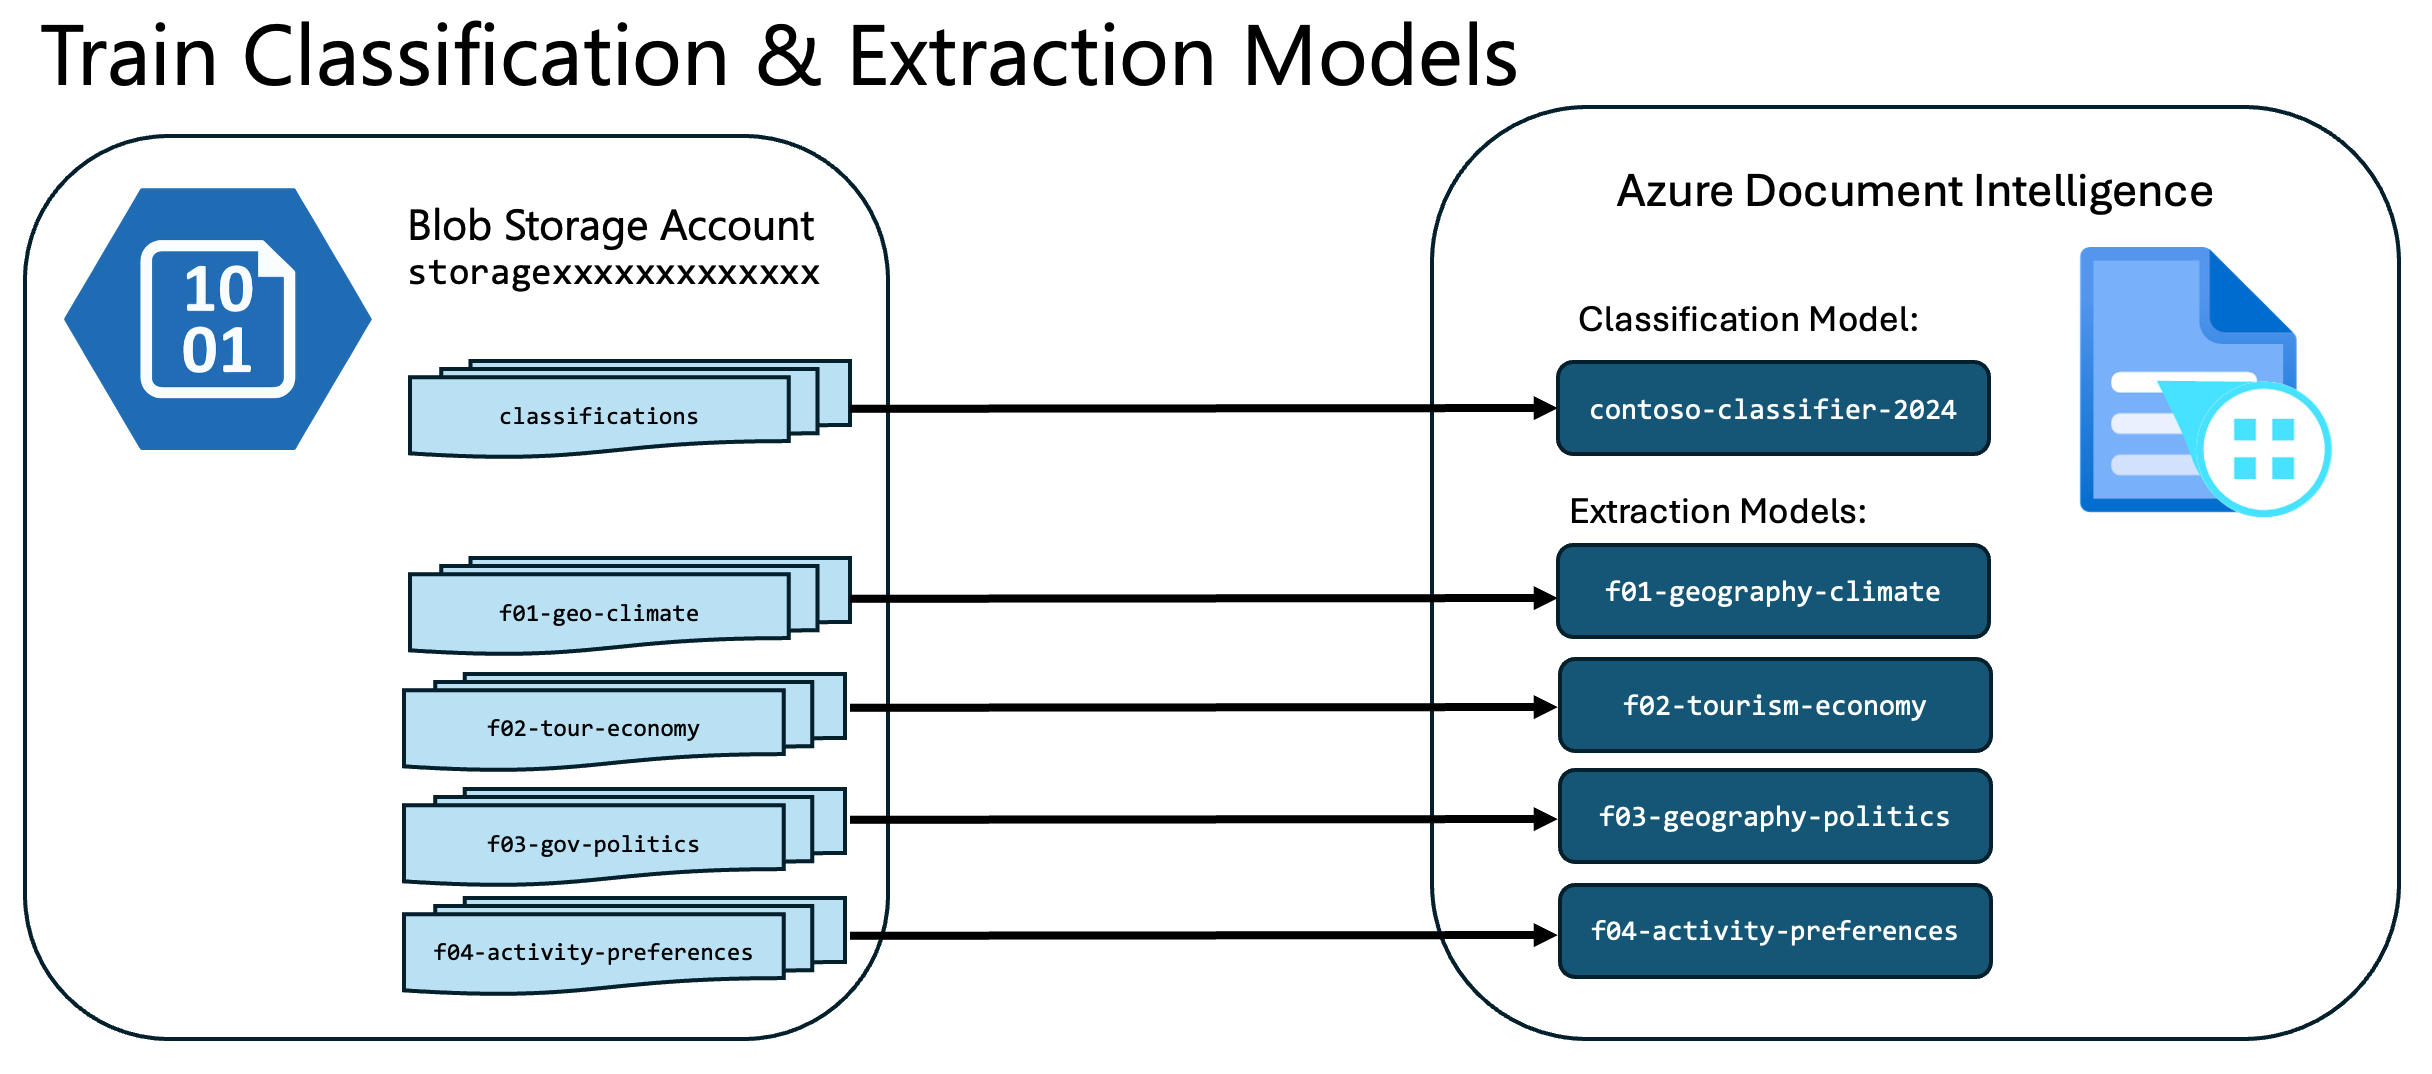 Train Classification & Extraction Models
10
01
Blob Storage Account
storagexxxxxxxxxxxxx
classifications
f01-geo-climate
f02-tour-economy
f03-gov-politics
f04-activity-preferences
Azure Document Intelligence
Classification Model:
contoso-classifier-2024
Extraction Models:
f01-geography-climate
f02-tourism-economy
f03-geography-politics
f04-activity-preferences